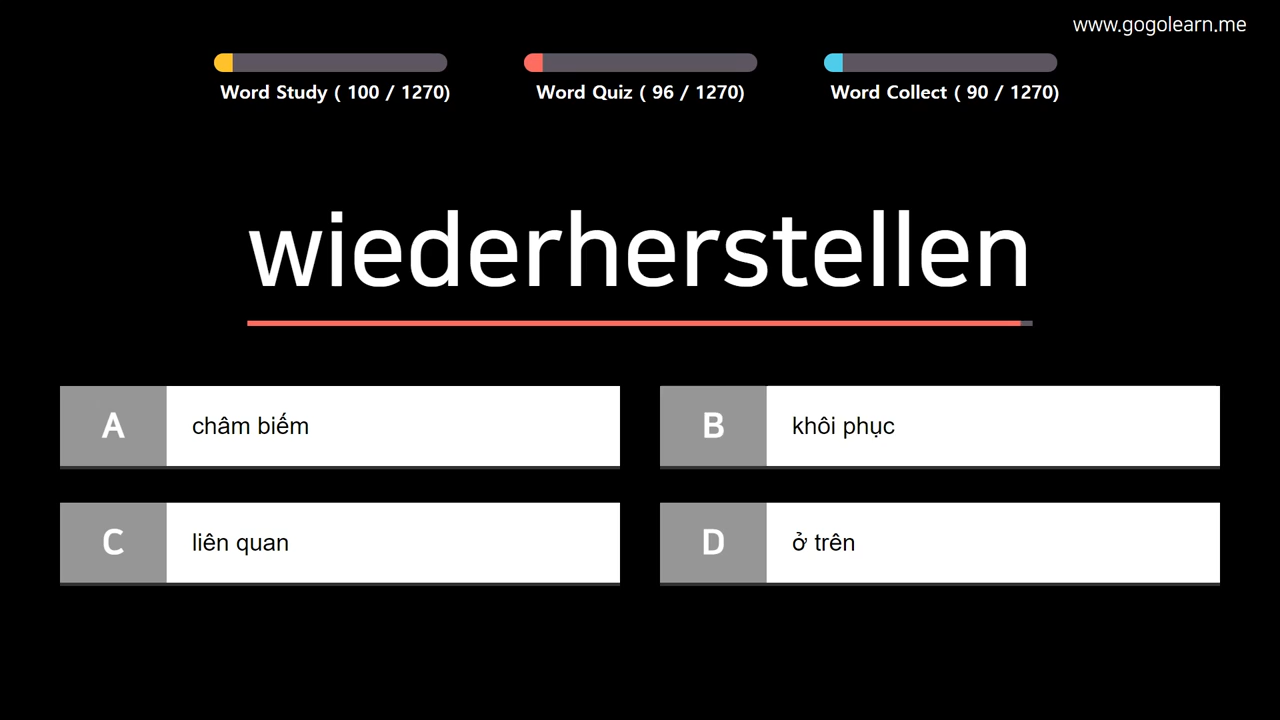 www.gogolearn.me
Word Study ( 100 / 1270)
Word Quiz ( 96 / 1270)
Word Collect ( 90 / 1270)
wiederherstellen
A châm biếm
B khôi phục
C liên quan
D ở trên